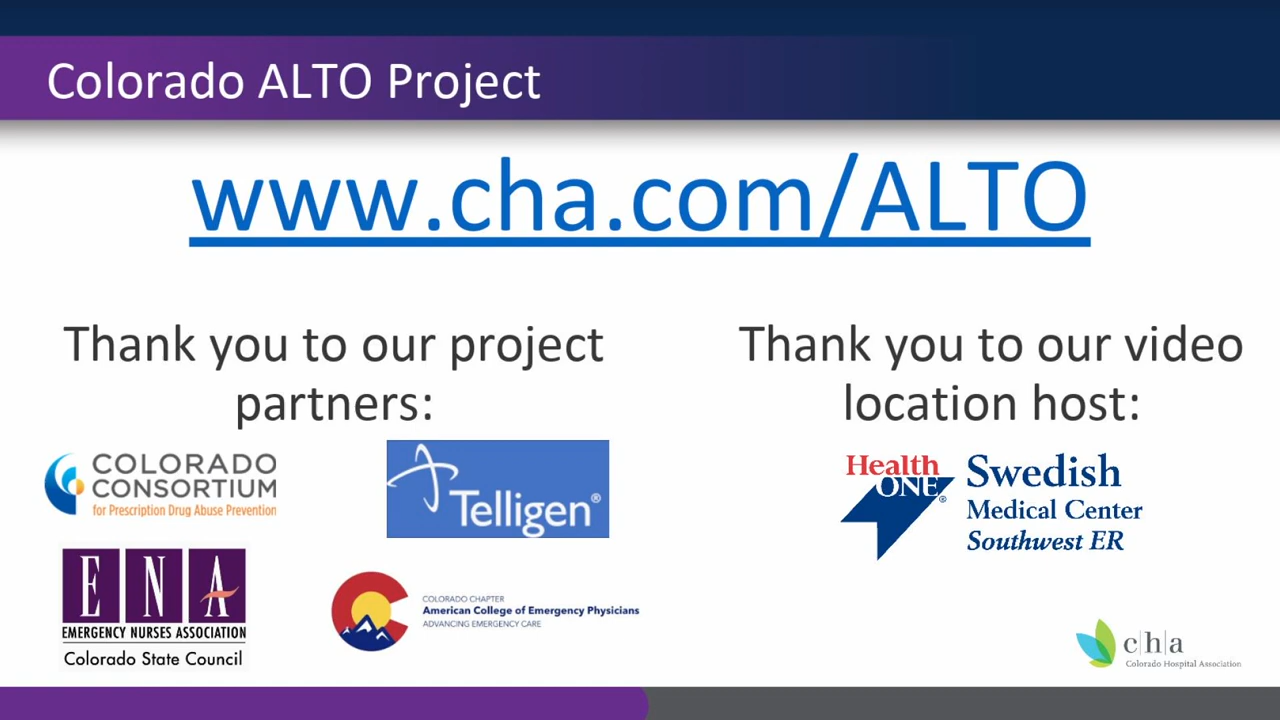 Colorado ALTO Project
www.cha.com/ALTO
Thank you to our project
partners:
COLORADO
CONSORTIUM
for Prescription Drug Abuse Prevention
Telligen®
ENA
EMERGENCY NURSES ASSOCIATION
Colorado State Council
COLORADO CHAPTER
American College of Emergency Physicians
ADVANCING EMERGENCY CARE
Thank you to our video
location host:
Health
ONE®
Swedish
Medical Center
Southwest ER
c|h|a
Colorado Hospital Association